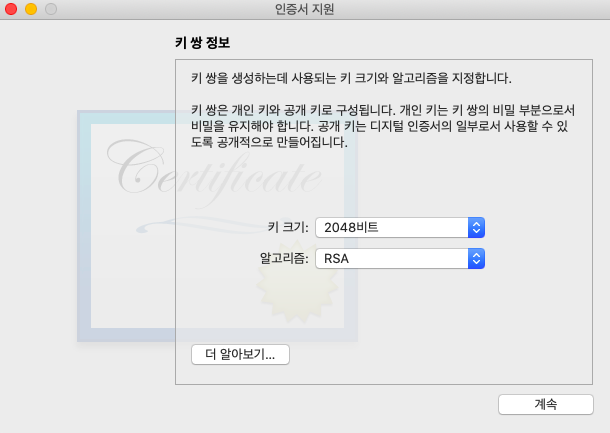 인증서 지원
키 쌍 정보
키 쌍을 생성하는데 사용되는 키 크기와 알고리즘을 지정합니다.
키 쌍은 개인 키와 공개 키로 구성됩니다. 개인 키는 키 쌍의 비밀 부분으로서
비밀을 유지해야 합니다. 공개 키는 디지털 인증서의 일부로서 사용할 수 있
도록 공개적으로 만들어집니다.
Certificate
키 크기: 2048비트
알고리즘: RSA
더 알아보기...
계속